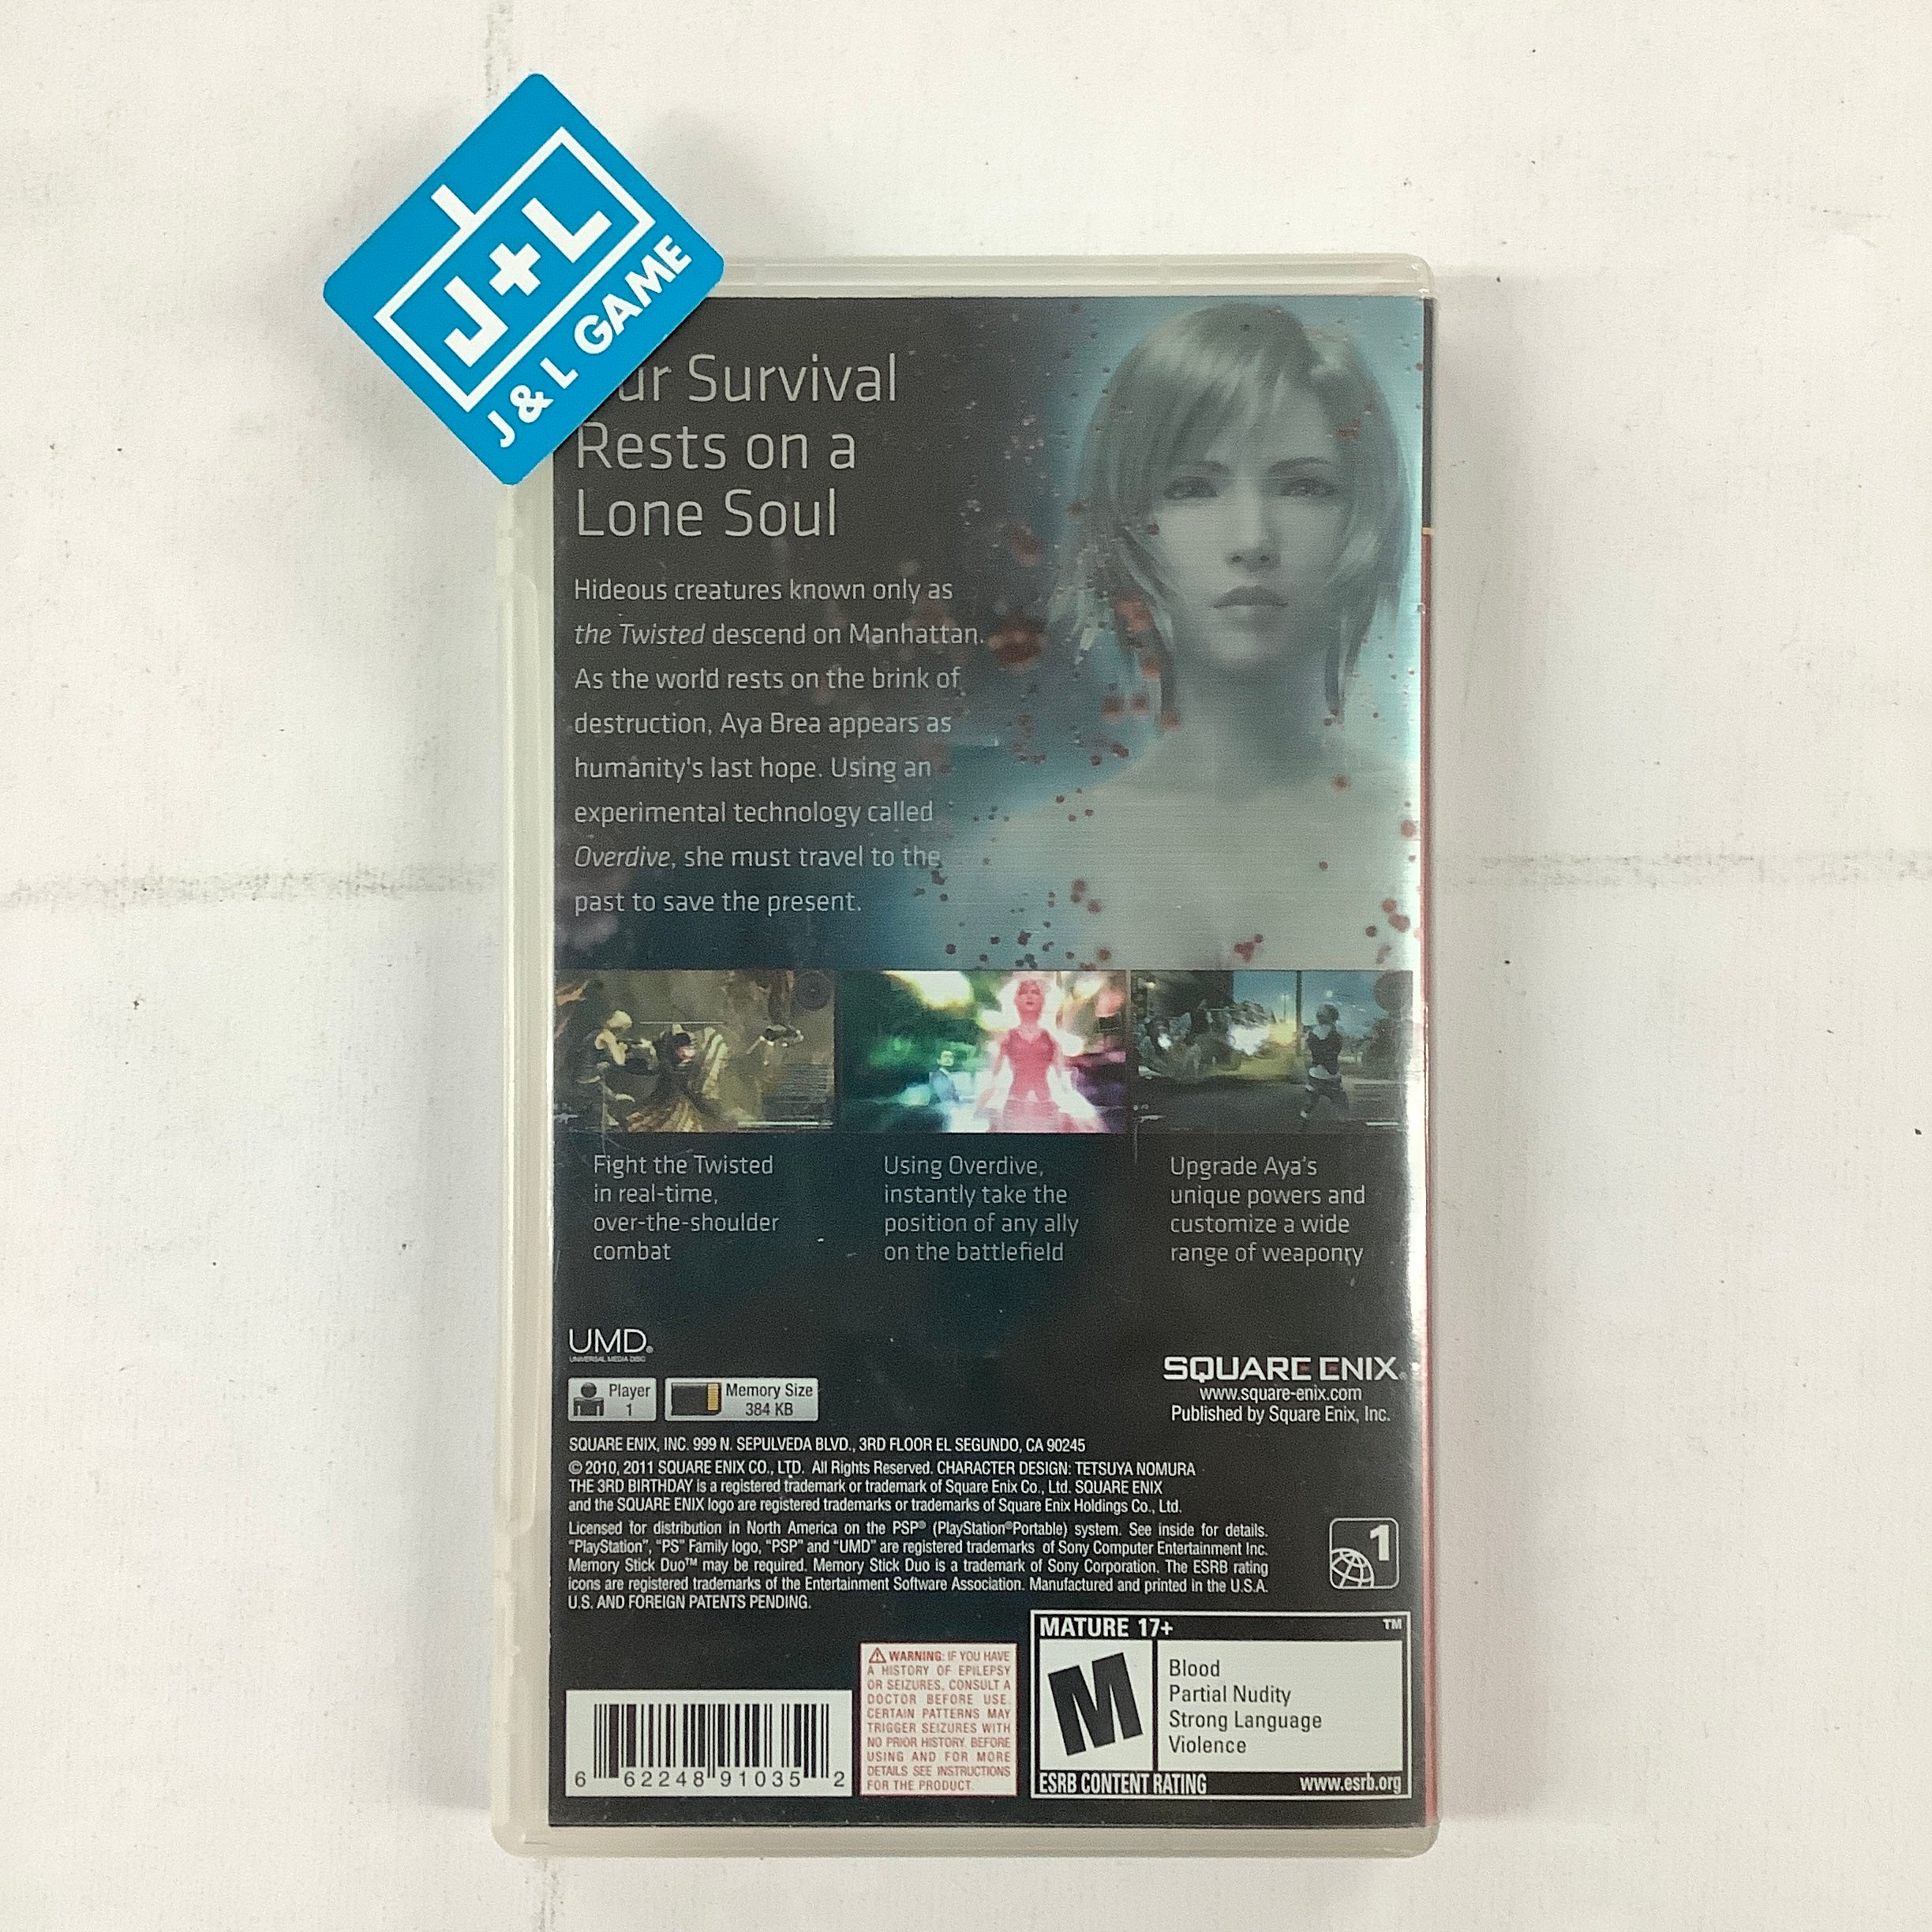 J+L
J & L GAME
ur Survival
Rests on a
Lone Soul
Hideous creatures known only as
the Twisted descend on Manhattan.
As the world rests on the brink of
destruction, Aya Brea appears as
humanity's last hope. Using an
experimental technology called
Overdive, she must travel to the
past to save the present.
Fight the Twisted
in real-time,
over-the-shoulder
combat
Using Overdive,
instantly take the
position of any ally
on the battlefield
Upgrade Aya's
unique powers and
customize a wide
range of weaponry
UMD®
UNIVERSAL MEDIA DISC
Player
1
Memory Size
384 KB
SQUARE ENIX®
www.square-enix.com
Published by Square Enix, Inc.
SQUARE ENIX, INC. 999 N. SEPULVEDA BLVD., 3RD FLOOR EL SEGUNDO, CA 90245
© 2010, 2011 SQUARE ENIX CO., LTD. All Rights Reserved. CHARACTER DESIGN: TETSUYA NOMURA
THE 3RD BIRTHDAY is a registered trademark or trademark of Square Enix Co., Ltd. SQUARE ENIX
and the SQUARE ENIX logo are registered trademarks or trademarks of Square Enix Holdings Co., Ltd.
Licensed for distribution in North America on the PSP® (PlayStation®Portable) system. See inside for details.
“PlayStation”, “PS” Family logo, “PSP” and “UMD” are registered trademarks of Sony Computer Entertainment Inc.
Memory Stick Duo™ may be required. Memory Stick Duo is a trademark of Sony Corporation. The ESRB rating
icons are registered trademarks of the Entertainment Software Association. Manufactured and printed in the U.S.A.
U.S. AND FOREIGN PATENTS PENDING.
1
6 62248 91035 2
WARNING: IF YOU HAVE
A HISTORY OF EPILEPSY
OR SEIZURES, CONSULT A
DOCTOR BEFORE USE.
CERTAIN PATTERNS MAY
TRIGGER SEIZURES WITH
NO PRIOR HISTORY. BEFORE
USING AND FOR MORE
DETAILS SEE INSTRUCTIONS
FOR THE PRODUCT.
MATURE 17+ TM
M
Blood
Partial Nudity
Strong Language
Violence
ESRB CONTENT RATING www.esrb.org